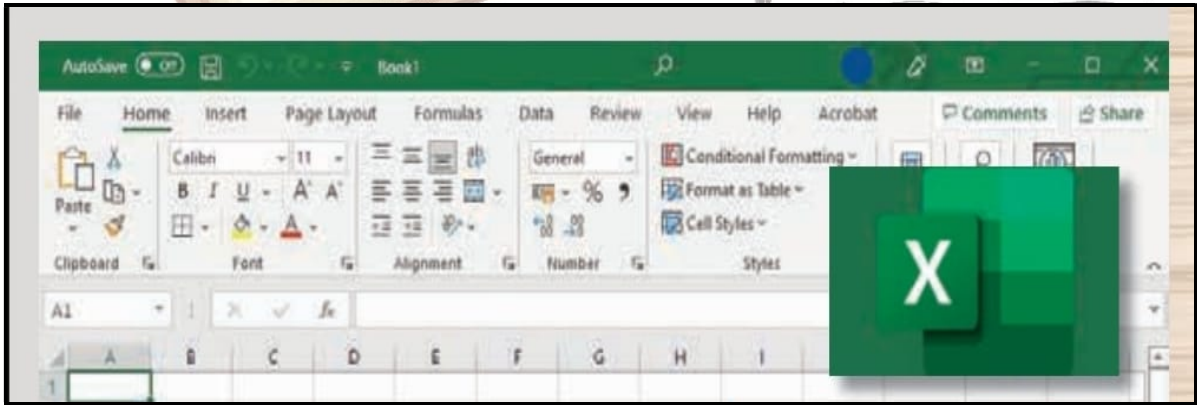 AutoSave Off Book1
File Home Insert Page Layout Formulas Data Review View Help Acrobat Comments Share
Calibri 11 General Conditional Formatting
Paste B I U A A % Format as Table
A Cell Styles
Clipboard Font Alignment Number Styles
A1 fx
A B C D E F G H I
1
X